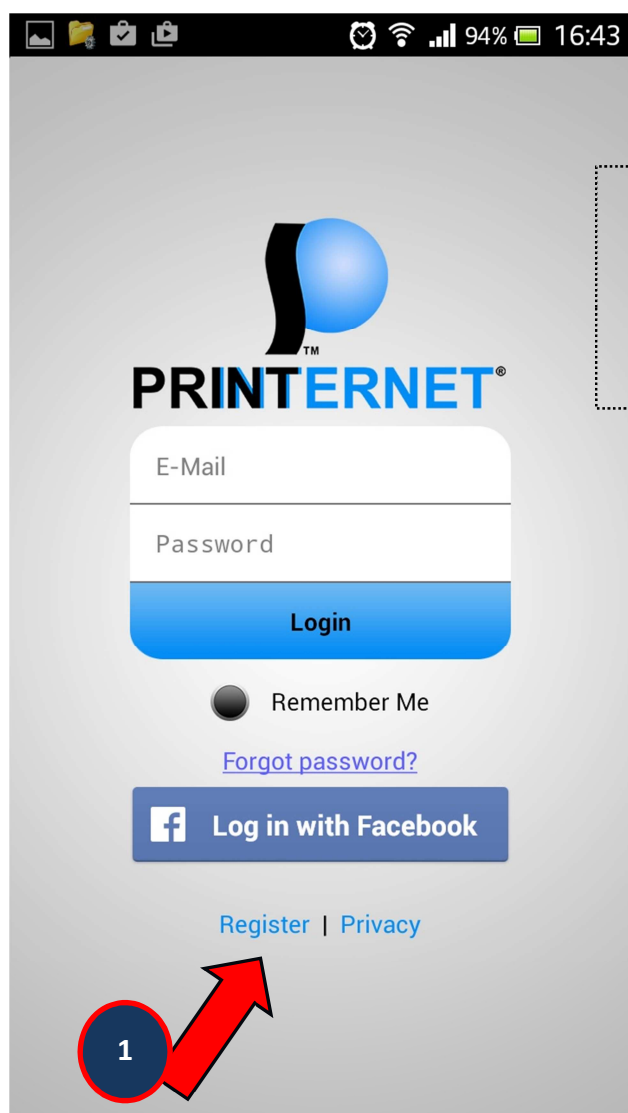 94% 16:43
TM
PRINTERNET®
E-Mail
Password
Login
Remember Me
Forgot password?
f Log in with Facebook
Register | Privacy
1